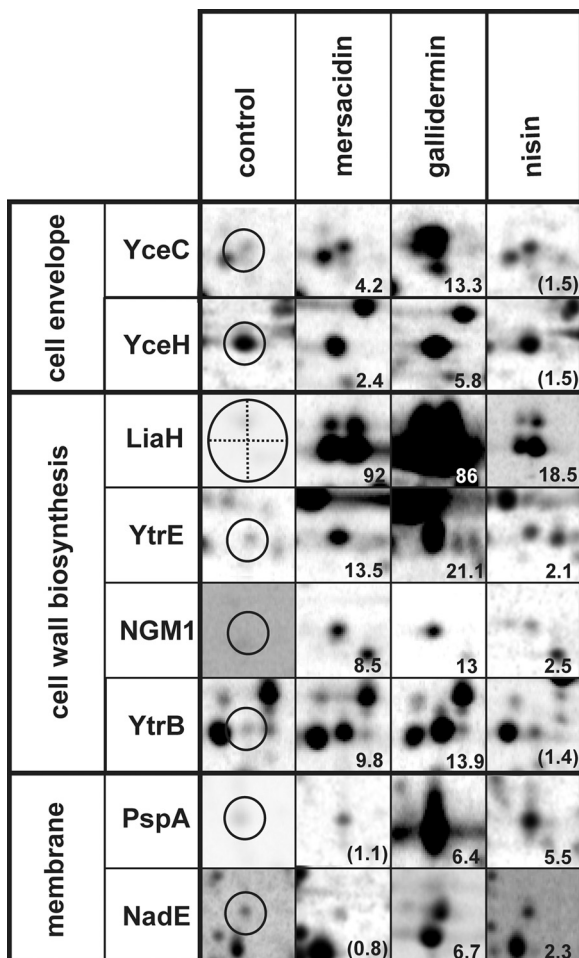 control mersacidin gallidermin nisin
cell envelope
YceC 4.2 13.3 (1.5)
YceH 2.4 5.8 (1.5)
cell wall biosynthesis
LiaH 92 86 18.5
YtrE 13.5 21.1 2.1
NGM1 8.5 13 2.5
YtrB 9.8 13.9 (1.4)
membrane
PspA (1.1) 6.4 5.5
NadE (0.8) 6.7 2.3